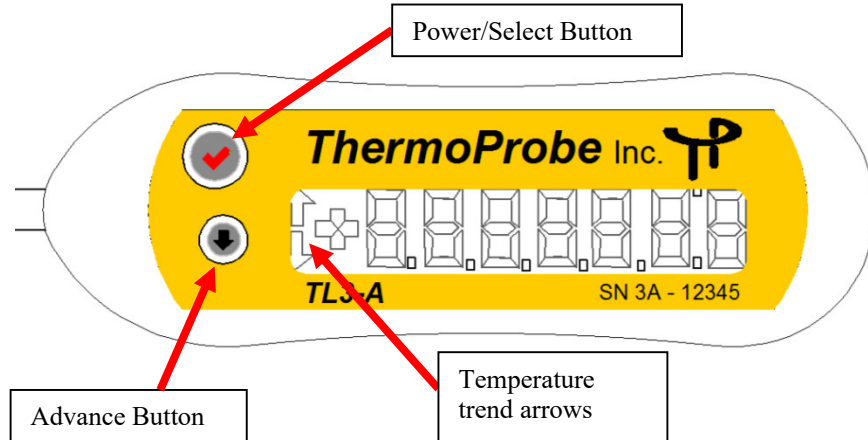 Power/Select Button
ThermoProbe Inc.
TL3-A
SN 3A - 12345
Temperature
trend arrows
Advance Button